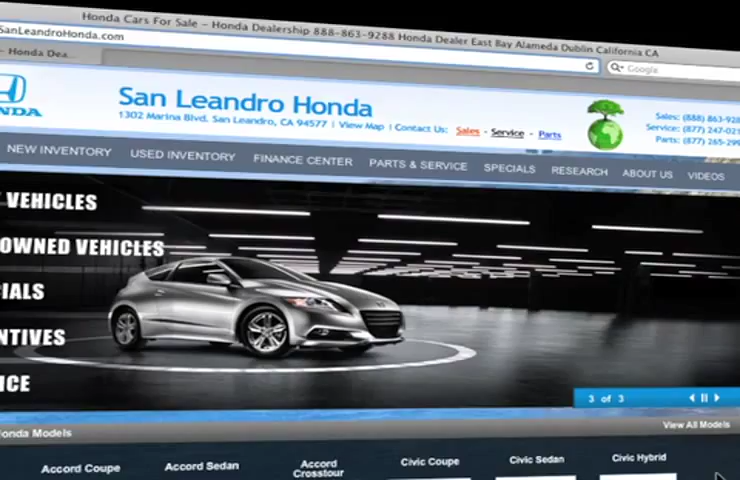 Honda Cars For Sale - Honda Dealership 888-863-9288 Honda Dealer East Bay Alameda Dublin California CA
SanLeandroHonda.com
Google
- Honda Dea...
San Leandro Honda
1302 Marina Blvd. San Leandro, CA 94577 | View Map | Contact Us: Sales - Service - Parts
Sales: (888) 863-928
Service: (877) 247-02
Parts: (877) 265-29
NDA
NEW INVENTORY USED INVENTORY FINANCE CENTER PARTS & SERVICE SPECIALS RESEARCH ABOUT US VIDEOS
VEHICLES
OWNED VEHICLES
IALS
NTIVES
ICE
3 of 3
onda Models
View All Models
Accord Coupe
Accord Sedan
Accord
Crosstour
Civic Coupe
Civic Sedan
Civic Hybrid